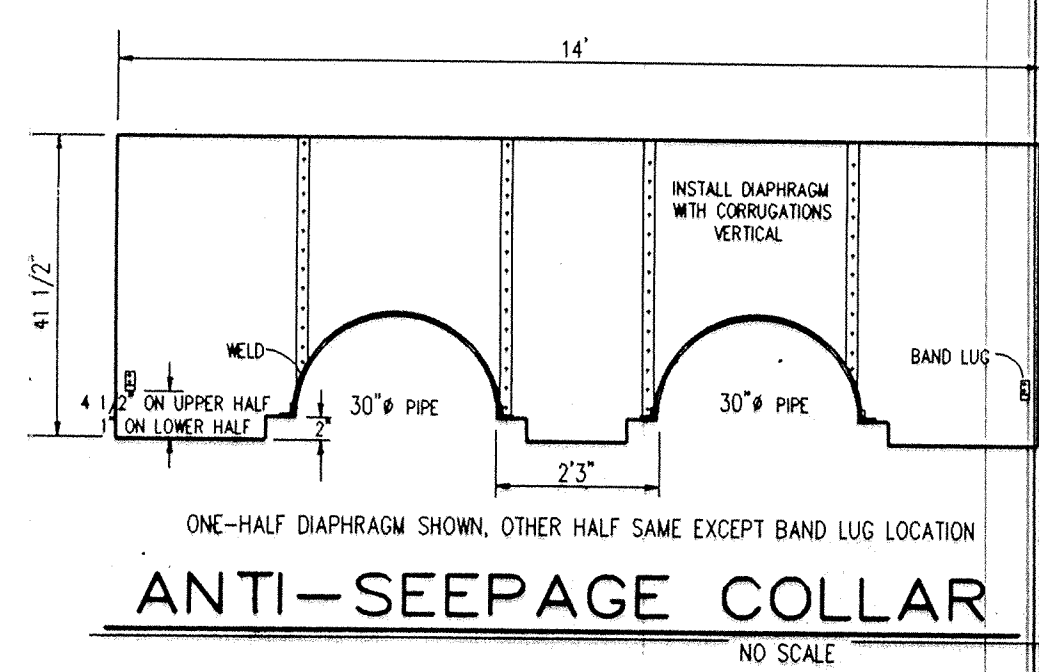 14'
INSTALL DIAPHRAGM
WITH CORRUGATIONS
VERTICAL
41 1/2"
WELD
BAND LUG
4 1/2" ON UPPER HALF
1" ON LOWER HALF
2"
30"ø PIPE
30"ø PIPE
2'3"
ONE-HALF DIAPHRAGM SHOWN, OTHER HALF SAME EXCEPT BAND LUG LOCATION
ANTI-SEEPAGE COLLAR
NO SCALE